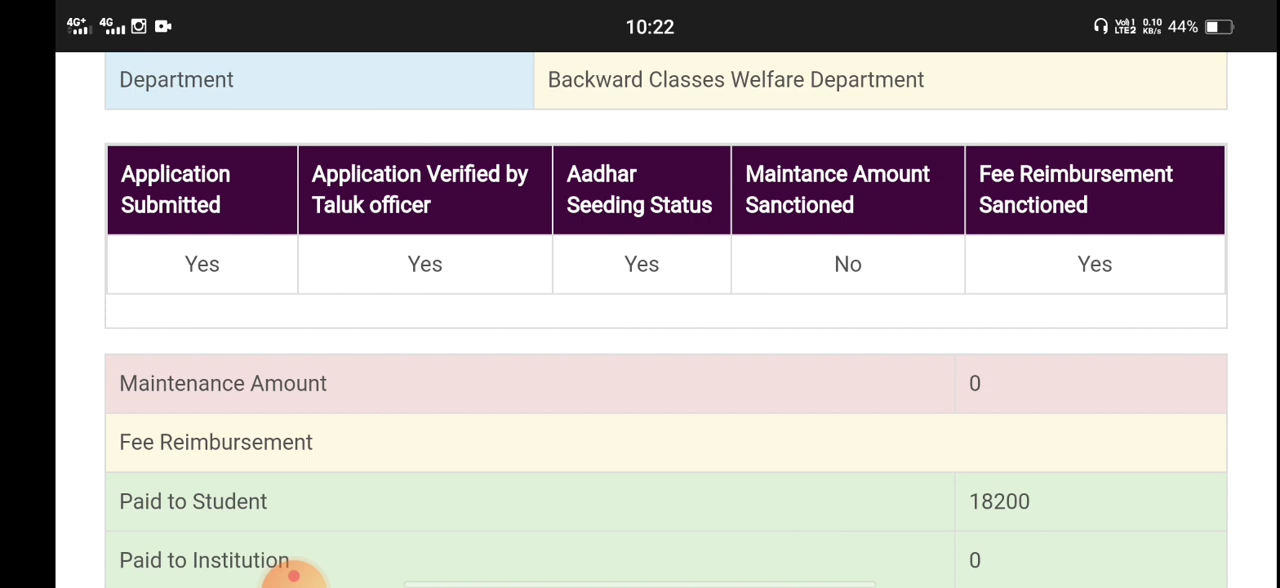 4G+ 4G 10:22 Vo) 1 LTE2 0.10 KB/s 44%
Department Backward Classes Welfare Department
Application Submitted Application Verified by Taluk officer Aadhar Seeding Status Maintance Amount Sanctioned Fee Reimbursement Sanctioned
Yes Yes Yes No Yes
Maintenance Amount 0
Fee Reimbursement
Paid to Student 18200
Paid to Institution 0